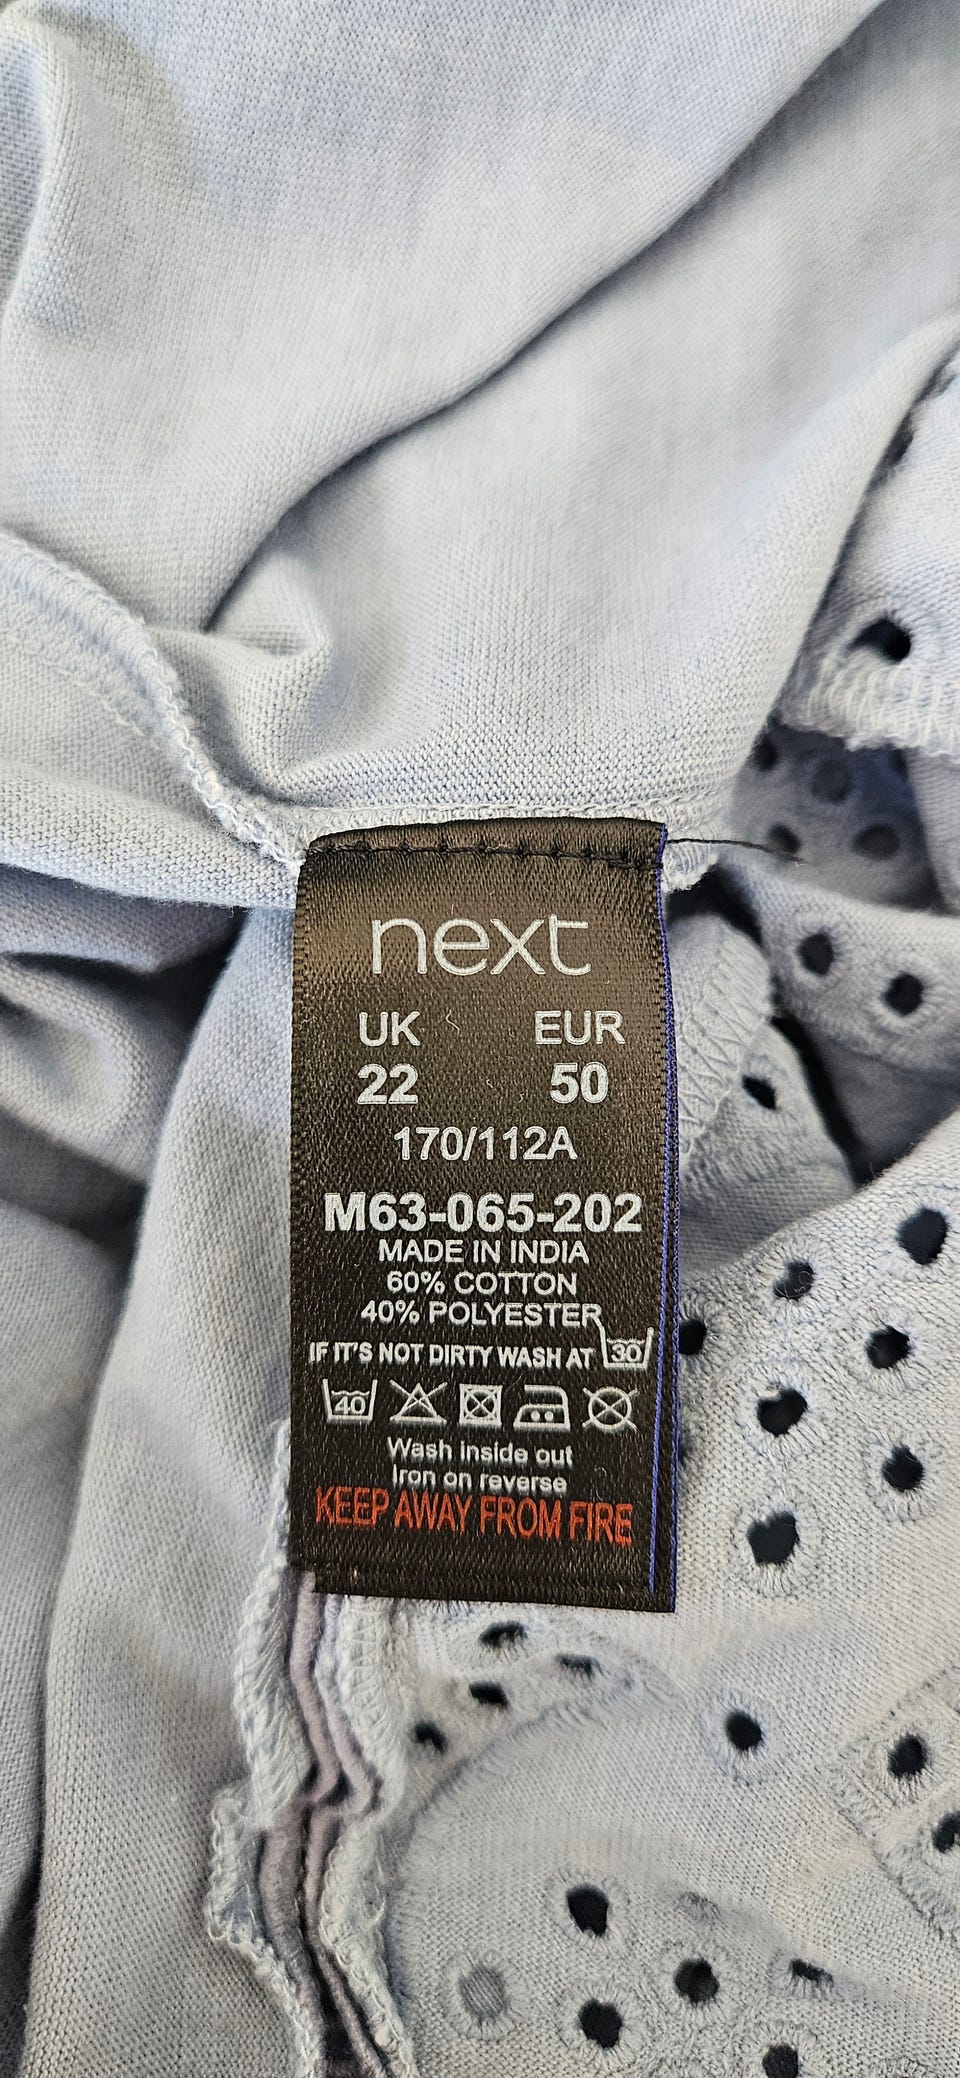 next
UK EUR
22 50
170/112A
M63-065-202
MADE IN INDIA
60% COTTON
40% POLYESTER
IF IT'S NOT DIRTY WASH AT 30
40
Wash inside out
Iron on reverse
KEEP AWAY FROM FIRE